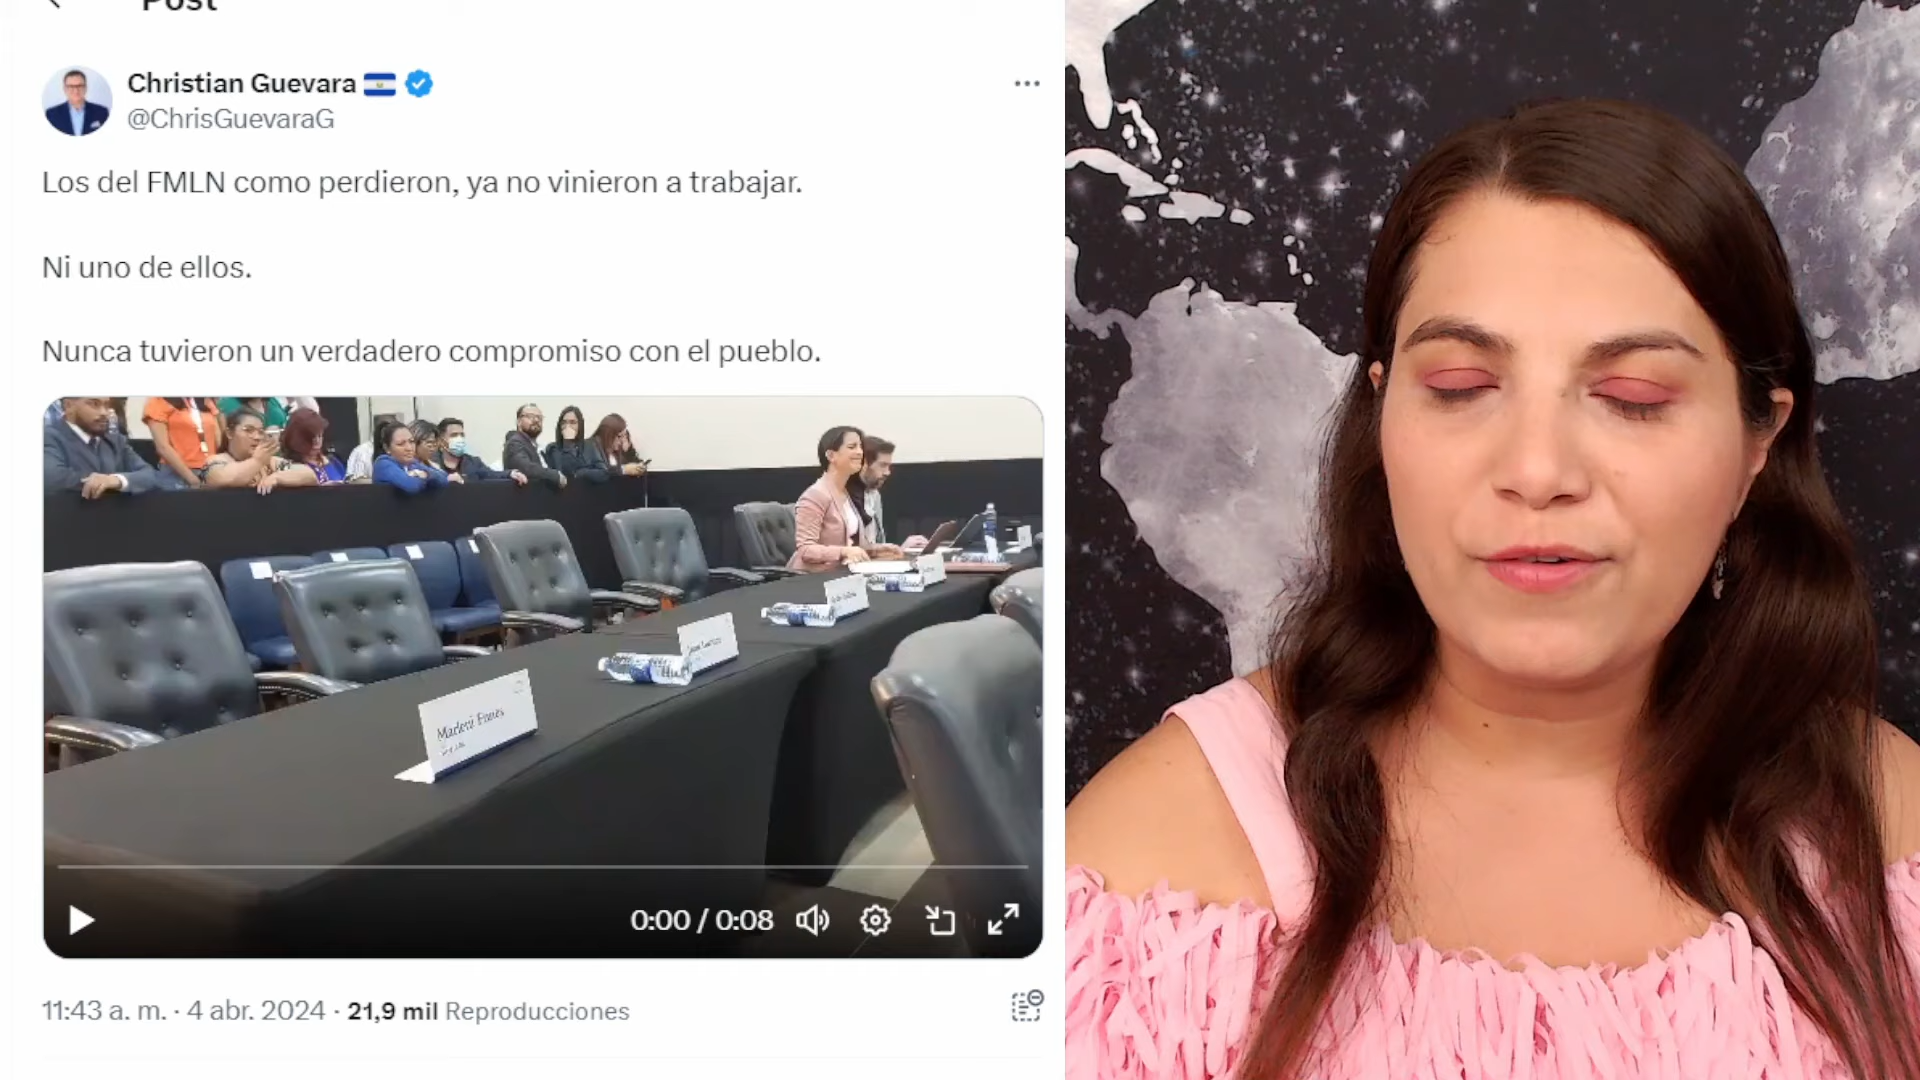 Post
Christian Guevara
@ChrisGuevaraG
Los del FMLN como perdieron, ya no vinieron a trabajar.
Ni uno de ellos.
Nunca tuvieron un verdadero compromiso con el pueblo.
Marleni Funes
0:00 / 0:08
11:43 a. m. · 4 abr. 2024 · 21,9 mil Reproducciones